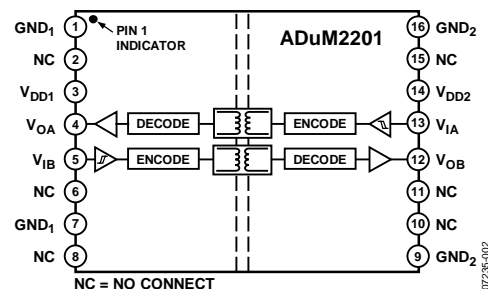 ADuM2201
PIN 1
INDICATOR
GND1 1
NC 2
VDD1 3
VOA 4
VIB 5
NC 6
GND1 7
NC 8
DECODE
ENCODE
ENCODE
DECODE
16 GND2
15 NC
14 VDD2
13 VIA
12 VOB
11 NC
10 NC
9 GND2
NC = NO CONNECT
07235-002